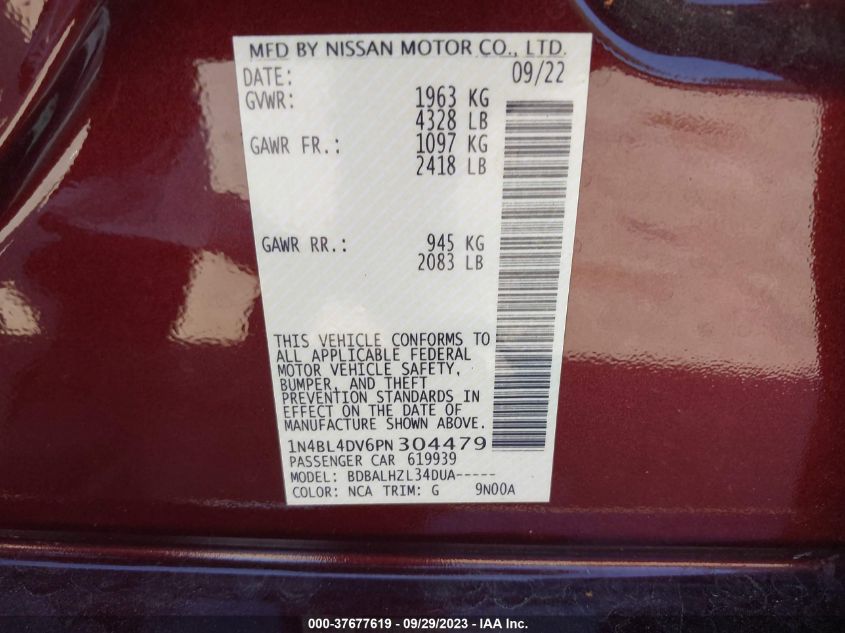 MFD BY NISSAN MOTOR CO., LTD.
DATE: 09/22
GVWR: 1963 KG
4328 LB
GAWR FR.: 1097 KG
2418 LB
GAWR RR.: 945 KG
2083 LB
THIS VEHICLE CONFORMS TO
ALL APPLICABLE FEDERAL
MOTOR VEHICLE SAFETY,
BUMPER, AND THEFT
PREVENTION STANDARDS IN
EFFECT ON THE DATE OF
MANUFACTURE SHOWN ABOVE.
1N4BL4DV6PN304479
PASSENGER CAR 619939
MODEL: BDBALHZL34DUA-----
COLOR: NCA TRIM: G 9N00A
000-37677619 - 09/29/2023 - IAA, Inc.